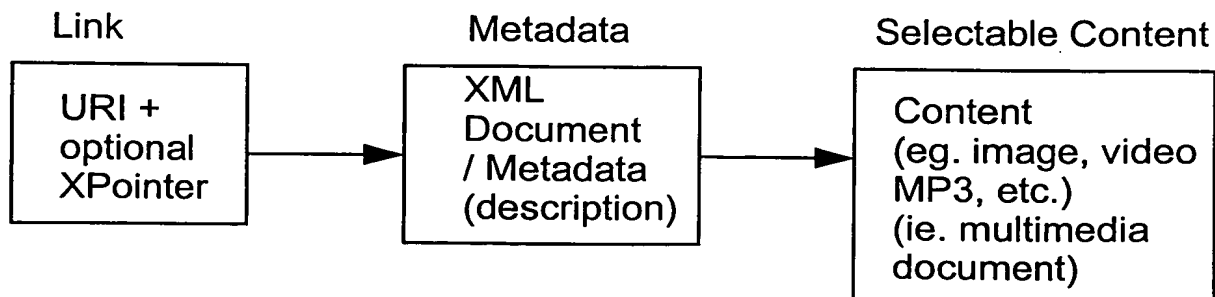 Link
URI +
optional
XPointer
Metadata
XML
Document
/ Metadata
(description)
Selectable Content
Content
(eg. image, video
MP3, etc.)
(ie. multimedia
document)